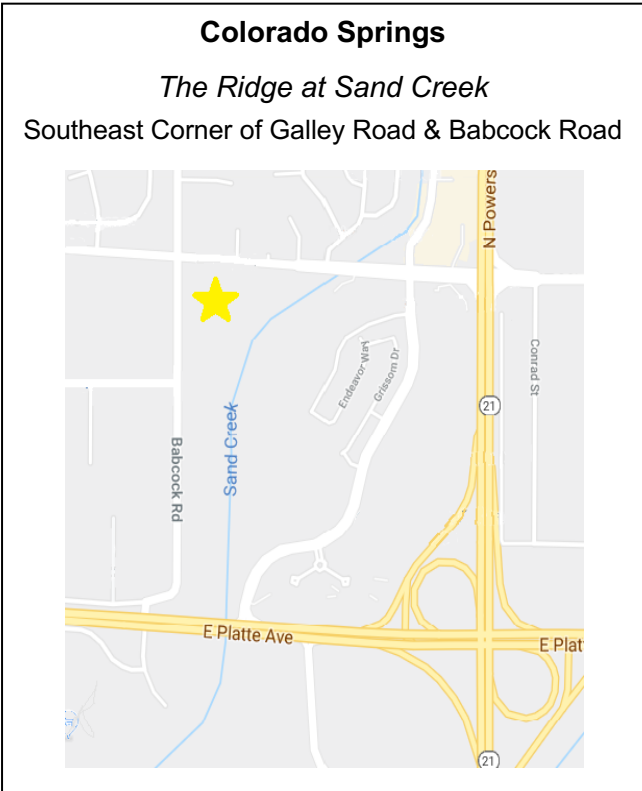 Colorado Springs
The Ridge at Sand Creek
Southeast Corner of Galley Road & Babcock Road
N Powers
Endeavor Way
Grissom Dr
Conrad St
21
Sand Creek
Babcock Rd
E Platte Ave
E Plat
21